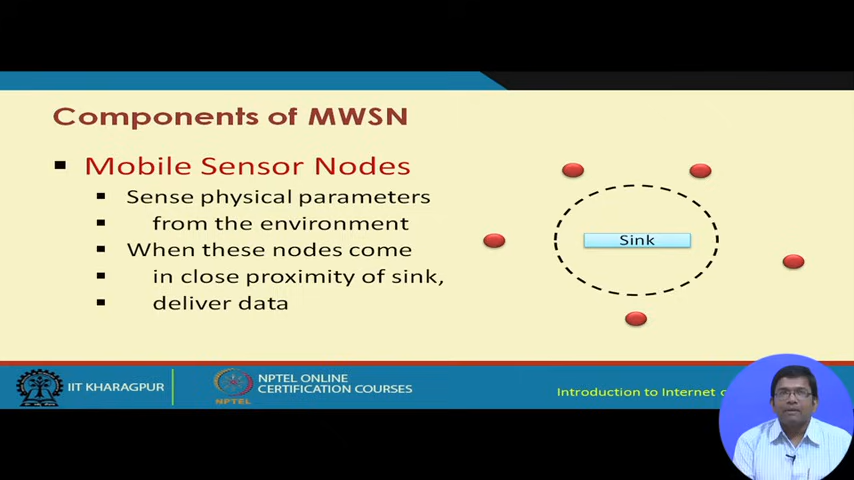 Components of MWSN
Mobile Sensor Nodes
Sense physical parameters
from the environment
When these nodes come
in close proximity of sink,
deliver data
Sink
IIT KHARAGPUR
NPTEL
NPTEL ONLINE
CERTIFICATION COURSES
Introduction to Internet